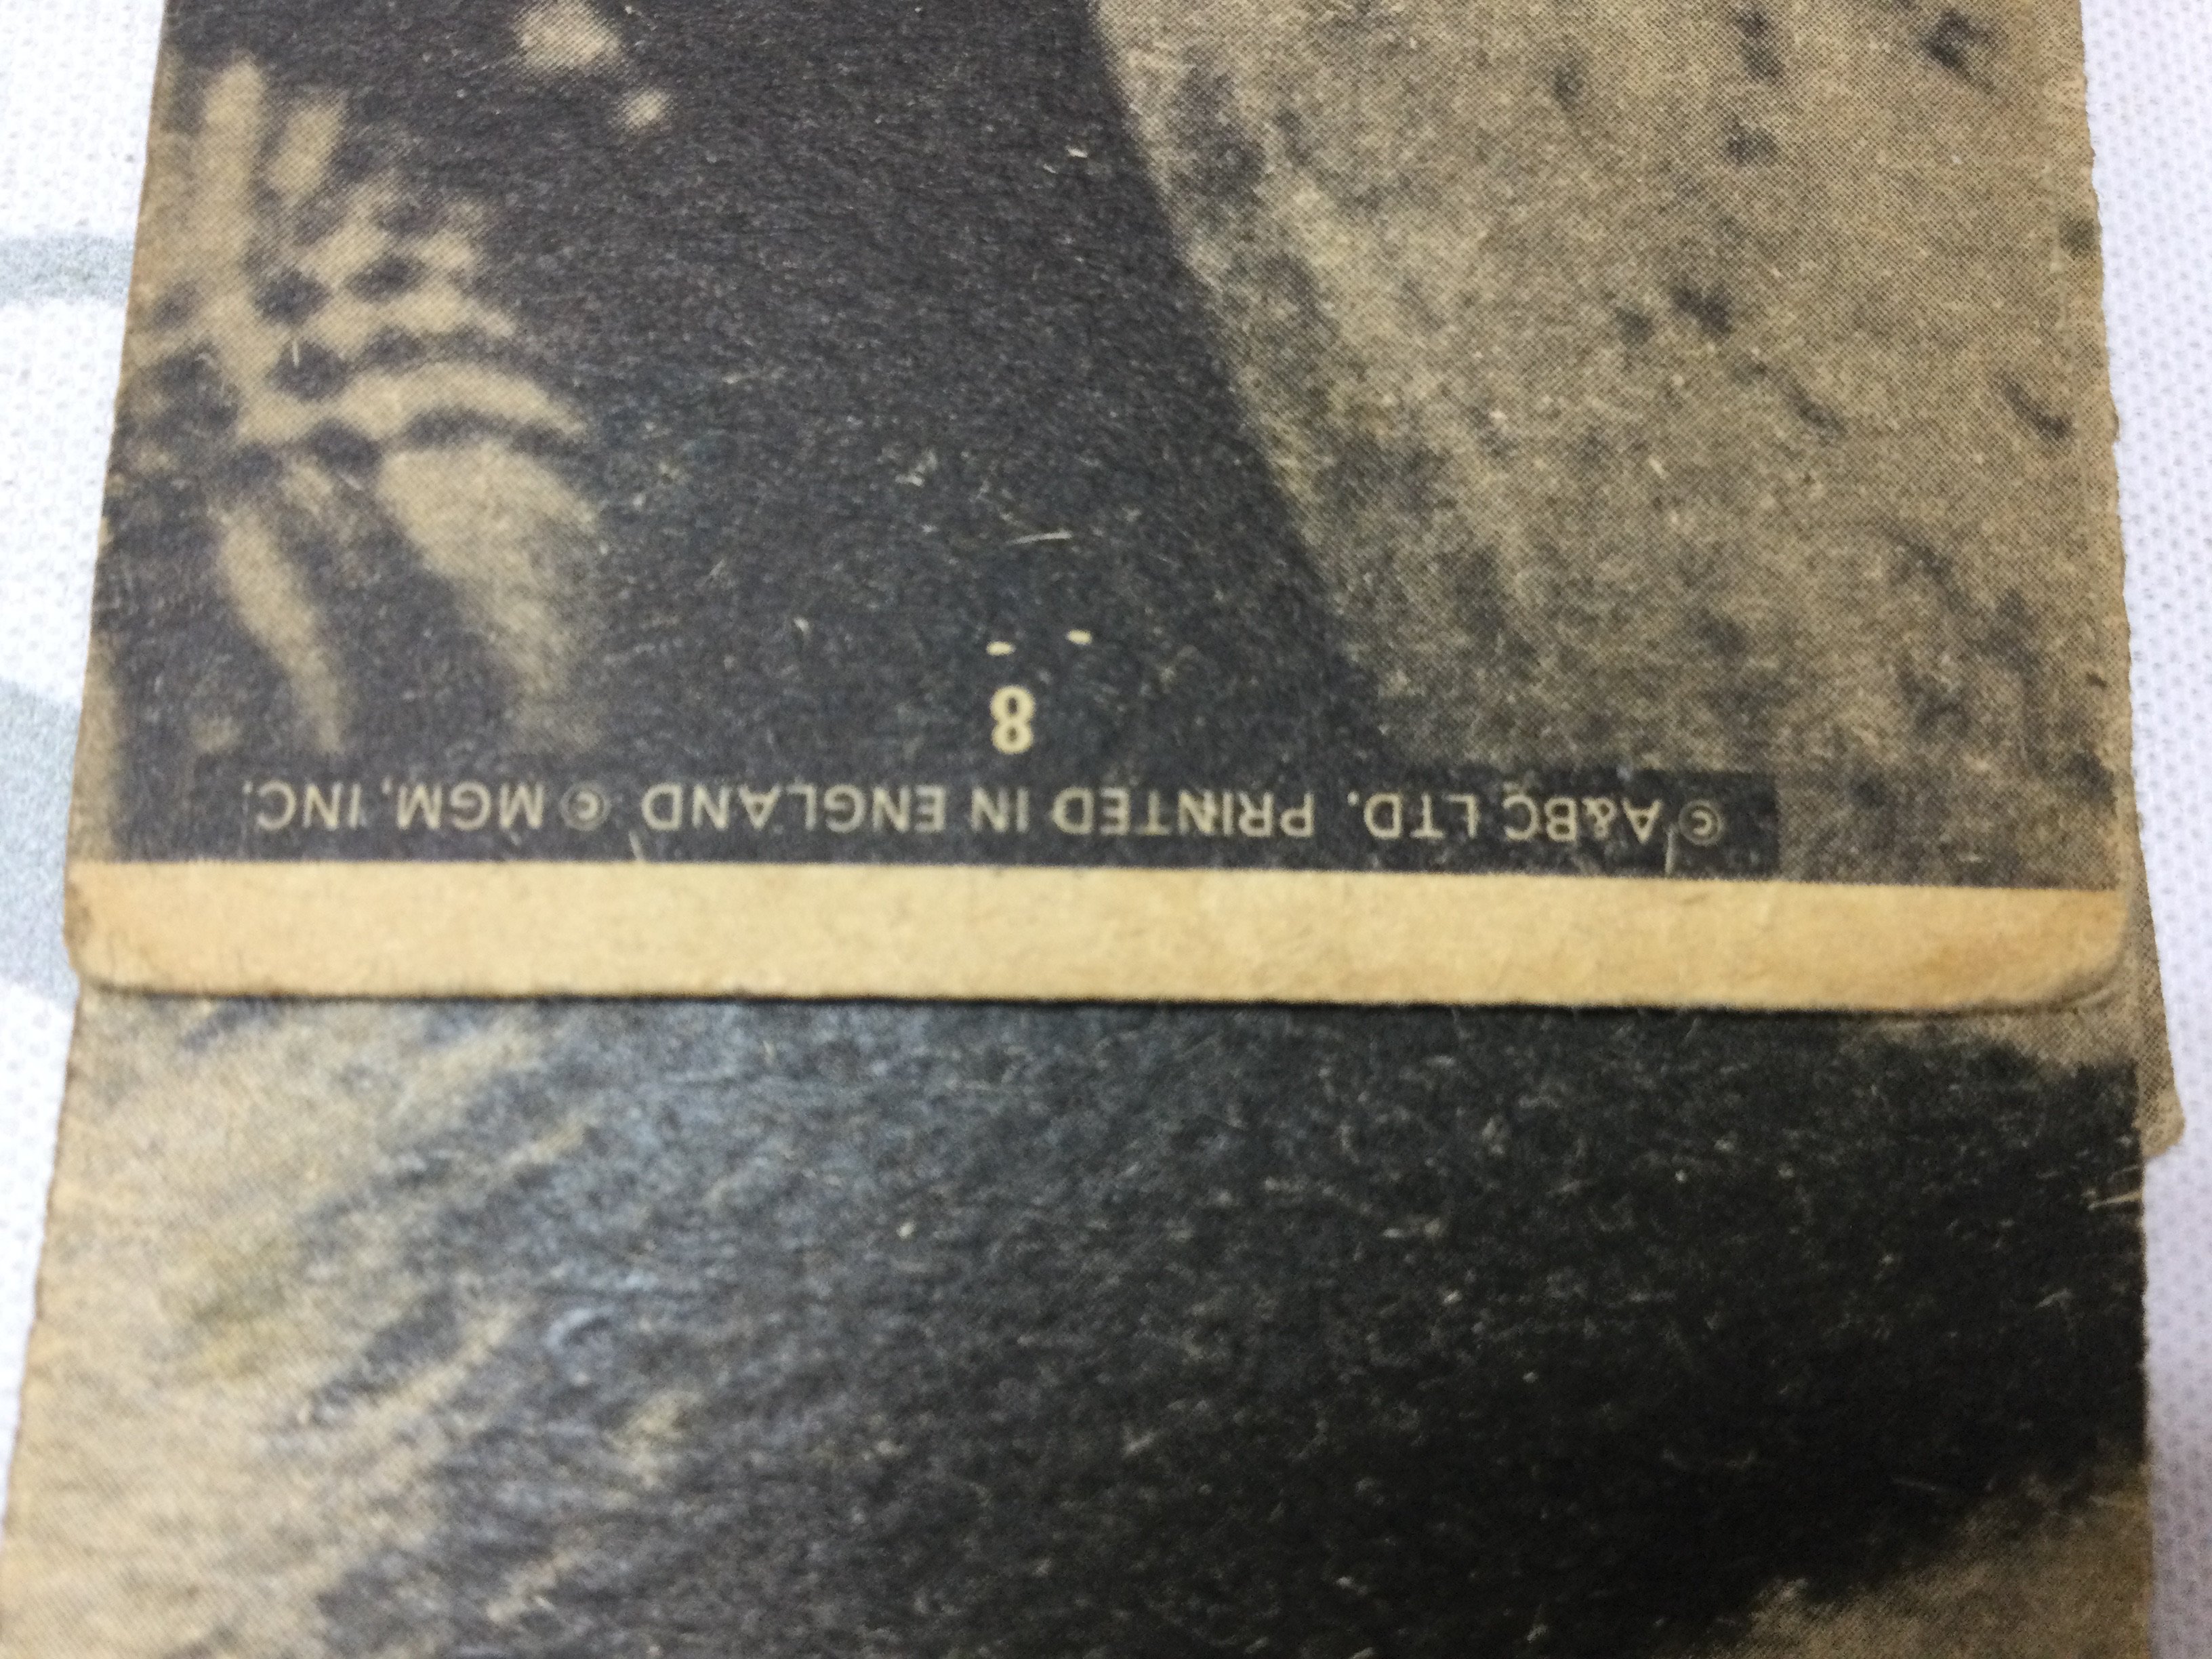 8
© A&BC LTD. PRINTED IN ENGLAND © MGM, INC.